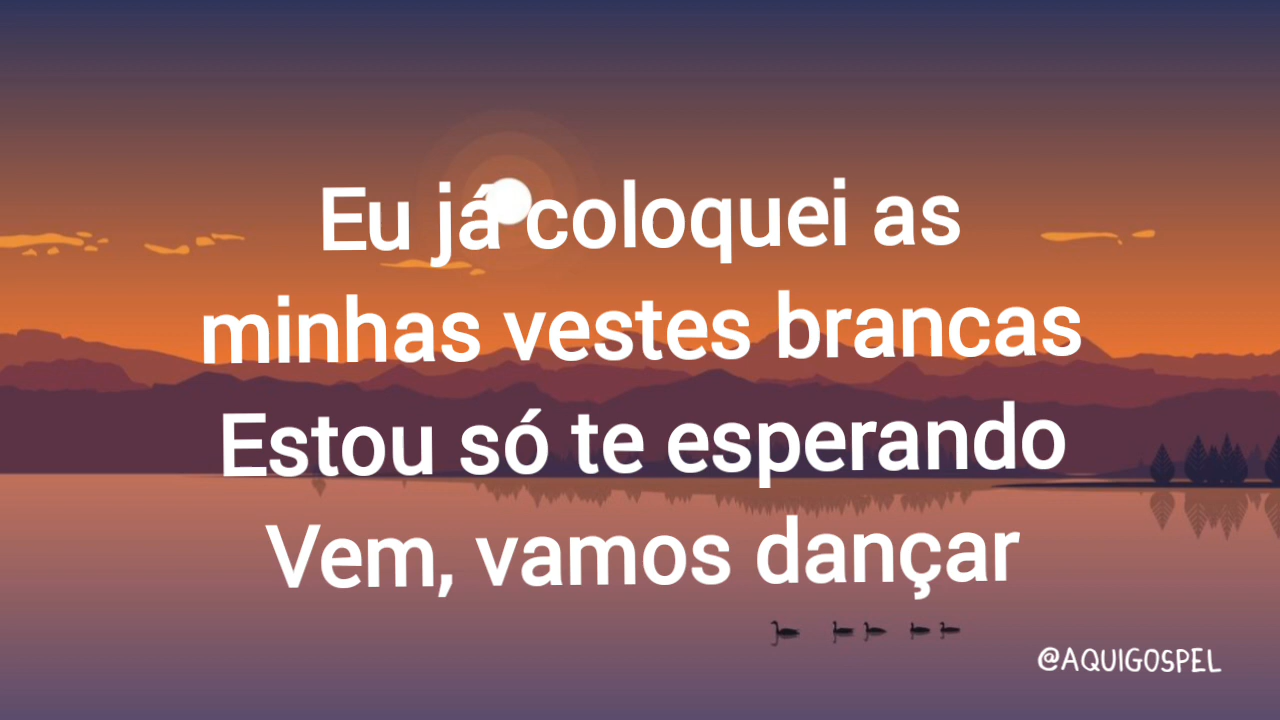 Eu já coloquei as
minhas vestes brancas
Estou só te esperando
Vem, vamos dançar
@AQUIGOSPEL